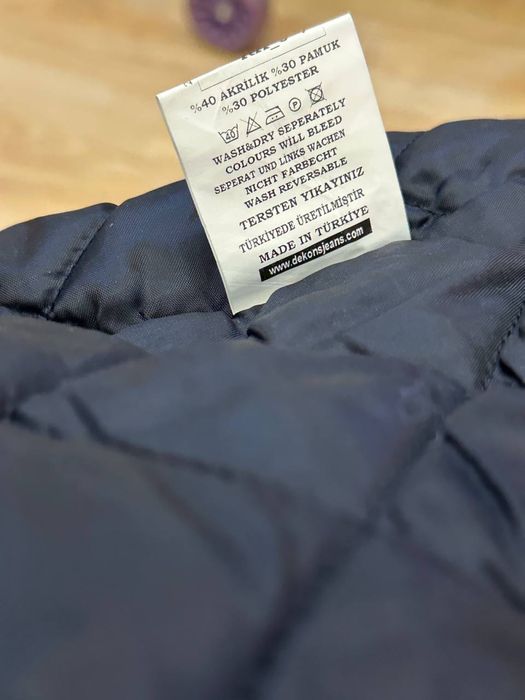 %40 AKRİLİK %30 PAMUK
%30 POLYESTER
40 P
WASH&DRY SEPERATELY
COLOURS WILL BLEED
SEPERAT UND LINKS WACHEN
NICHT FARBECHT
WASH REVERSABLE
TERSTEN YIKAYINIZ
TÜRKİYEDE ÜRETİLMİŞTİR
MADE IN TÜRKİYE
www.dekonsjeans.com